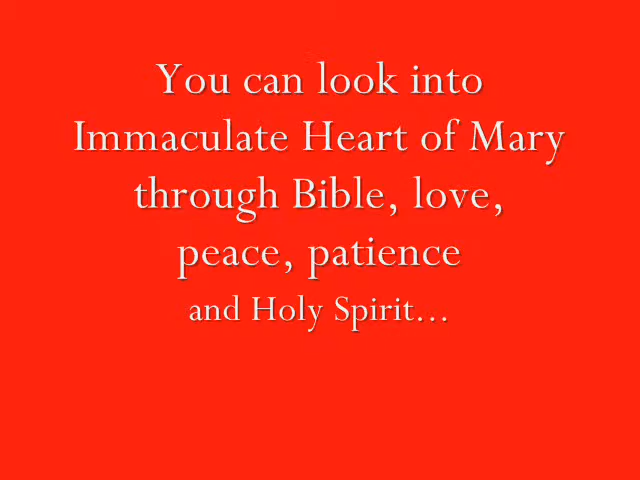 You can look into
Immaculate Heart of Mary
through Bible, love,
peace, patience
and Holy Spirit...